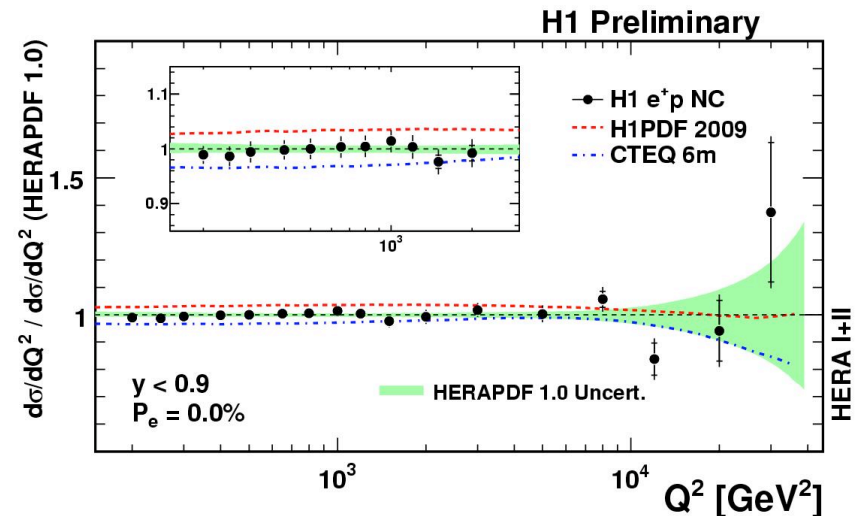 H1 Preliminary
dσ/dQ² / dσ/dQ² (HERAPDF 1.0)
1.5
1
1.1
1
0.9
10³
H1 e⁺p NC
H1PDF 2009
CTEQ 6m
y < 0.9
Pₑ = 0.0%
HERAPDF 1.0 Uncert.
HERA I+II
10³
10⁴
Q² [GeV²]